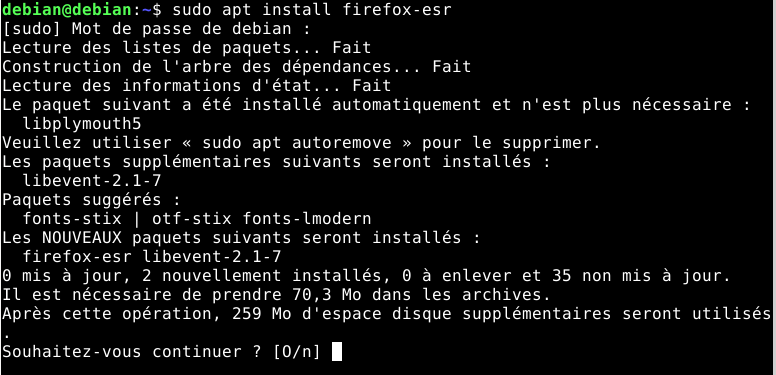 debian@debian:~$ sudo apt install firefox-esr
[sudo] Mot de passe de debian :
Lecture des listes de paquets... Fait
Construction de l'arbre des dépendances... Fait
Lecture des informations d'état... Fait
Le paquet suivant a été installé automatiquement et n'est plus nécessaire :
  libplymouth5
Veuillez utiliser « sudo apt autoremove » pour le supprimer.
Les paquets supplémentaires suivants seront installés :
  libevent-2.1-7
Paquets suggérés :
  fonts-stix | otf-stix fonts-lmodern
Les NOUVEAUX paquets suivants seront installés :
  firefox-esr libevent-2.1-7
0 mis à jour, 2 nouvellement installés, 0 à enlever et 35 non mis à jour.
Il est nécessaire de prendre 70,3 Mo dans les archives.
Après cette opération, 259 Mo d'espace disque supplémentaires seront utilisés
.
Souhaitez-vous continuer ? [O/n]